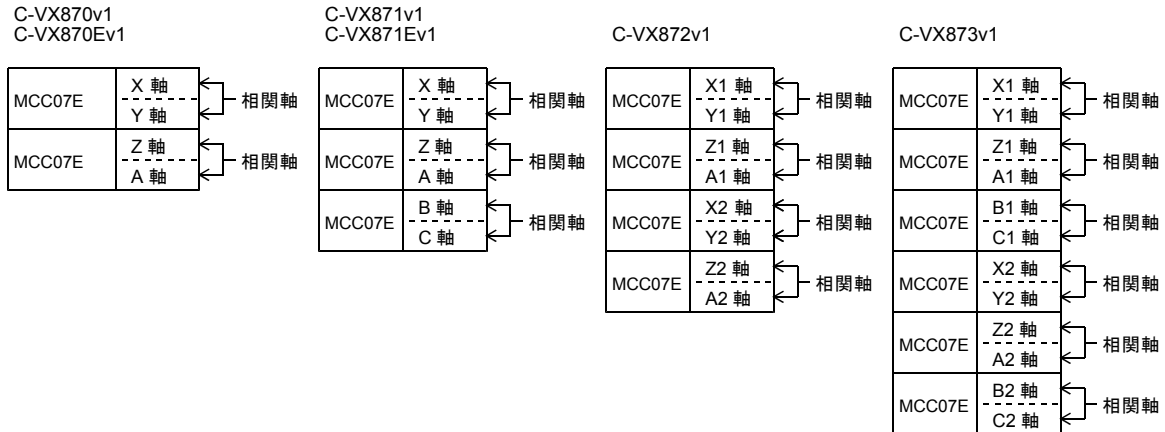 C-VX870v1
C-VX870Ev1
MCC07E
X 軸
Y 軸
相関軸
MCC07E
Z 軸
A 軸
相関軸
C-VX871v1
C-VX871Ev1
MCC07E
X 軸
Y 軸
相関軸
MCC07E
Z 軸
A 軸
相関軸
MCC07E
B 軸
C 軸
相関軸
C-VX872v1
MCC07E
X1 軸
Y1 軸
相関軸
MCC07E
Z1 軸
A1 軸
相関軸
MCC07E
X2 軸
Y2 軸
相関軸
MCC07E
Z2 軸
A2 軸
相関軸
C-VX873v1
MCC07E
X1 軸
Y1 軸
相関軸
MCC07E
Z1 軸
A1 軸
相関軸
MCC07E
B1 軸
C1 軸
相関軸
MCC07E
X2 軸
Y2 軸
相関軸
MCC07E
Z2 軸
A2 軸
相関軸
MCC07E
B2 軸
C2 軸
相関軸